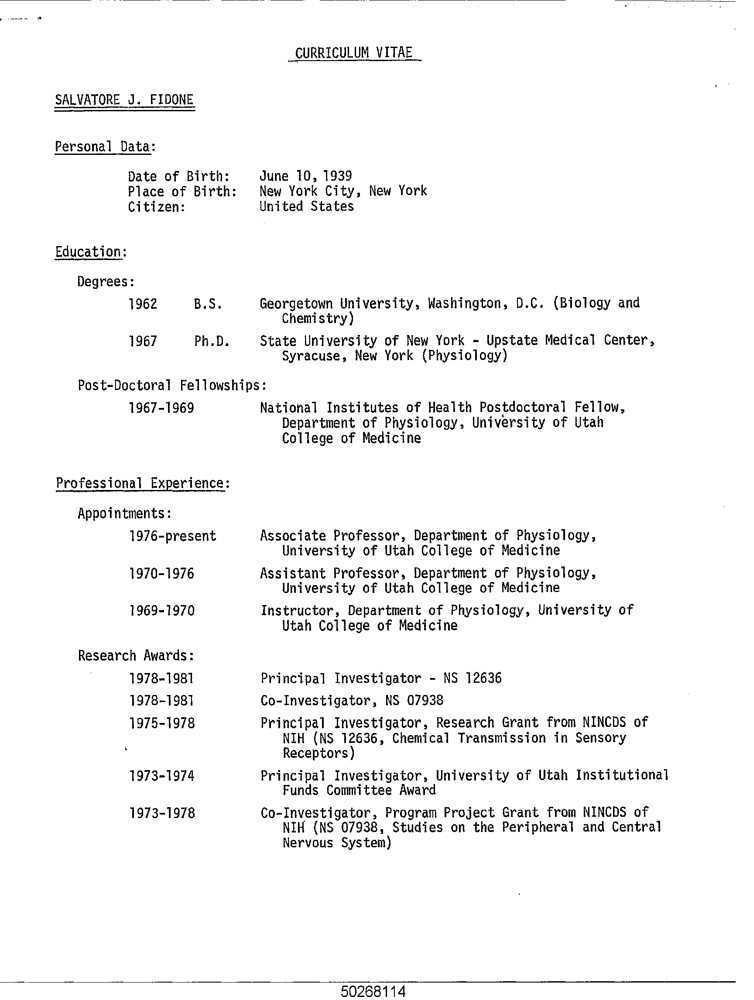 CURRICULUM VITAE
SALVATORE J. FIDONE
Personal Data:
Date of Birth: June 10, 1939
Place of Birth: New York City, New York
Citizen: United States
Education:
Degrees:
1962 B.S. Georgetown University, Washington, D.C. (Biology and
Chemistry)
1967 Ph.D. State University of New York - Upstate Medical Center,
Syracuse, New York (Physiology)
Post-Doctoral Fellowships:
1967-1969 National Institutes of Health Postdoctoral Fellow,
Department of Physiology, University of Utah
College of Medicine
Professional Experience:
Appointments:
1976-present Associate Professor, Department of Physiology,
University of Utah College of Medicine
1970-1976 Assistant Professor, Department of Physiology,
University of Utah College of Medicine
1969-1970 Instructor, Department of Physiology, University of
Utah College of Medicine
Research Awards:
1978-1981 Principal Investigator - NS 12636
1978-1981 Co-Investigator, NS 07938
1975-1978 Principal Investigator, Research Grant from NINCDS of
NIH (NS 12636, Chemical Transmission in Sensory
Receptors)
1973-1974 Principal Investigator, University of Utah Institutional
Funds Committee Award
1973-1978 Co-Investigator, Program Project Grant from NINCDS of
NIH (NS 07938, Studies on the Peripheral and Central
Nervous System)
50268114